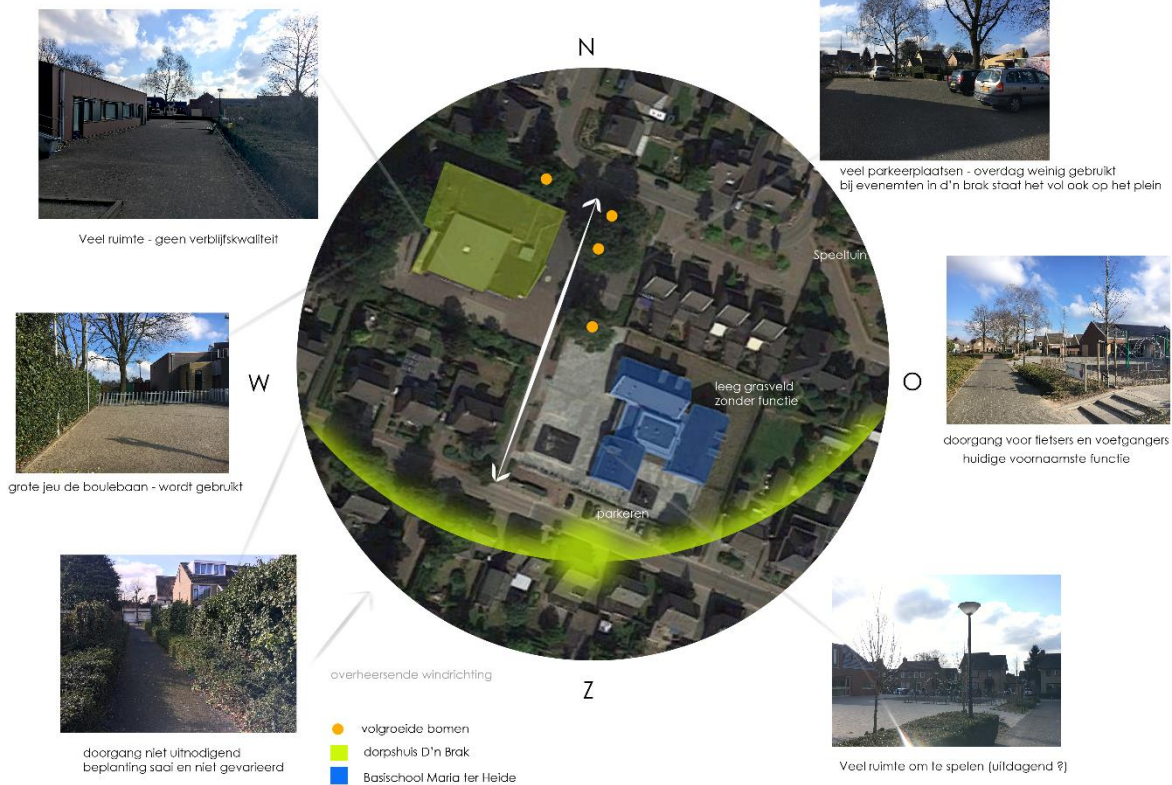 N
veel parkeerplaatsen - overdag weinig gebruikt
bij evenemten in d'n brak staat het vol ook op het plein
Veel ruimte - geen verblijfskwaliteit
Speeltuin
W
O
leeg grasveld
zonder functie
doorgang voor fietsers en voetgangers
huidige voornaamste functie
grote jeu de boulebaan - wordt gebruikt
parkeren
overheersende windrichting
Z
volgroeide bomen
dorpshuis D'n Brak
Basischool Maria ter Heide
doorgang niet uitnodigend
beplanting saai en niet gevarieerd
Veel ruimte om te spelen (uitdagend ?)